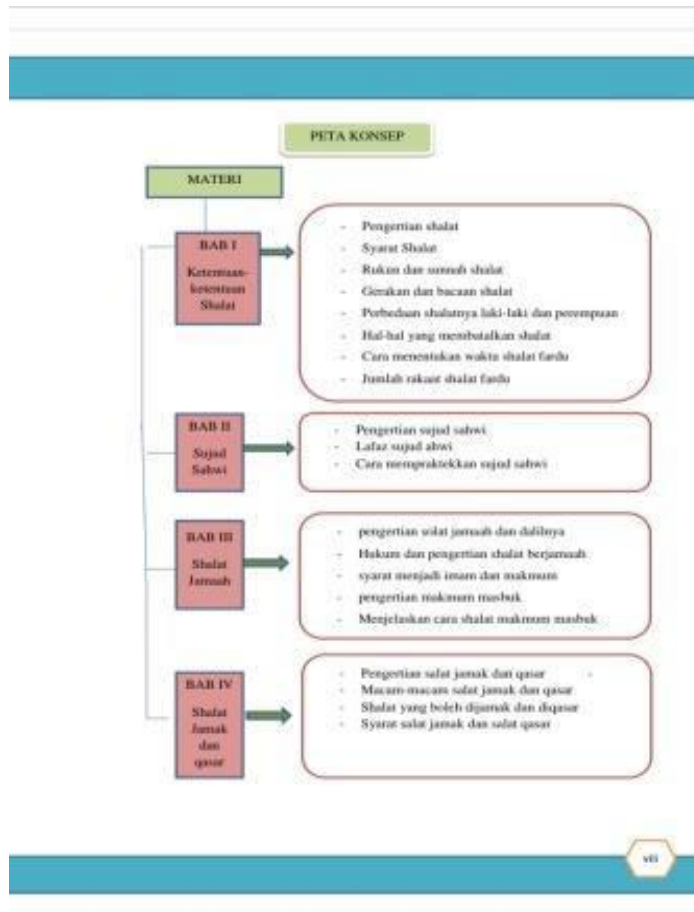 PETA KONSEP
MATERI
BAB I
Ketentuan-
ketentuan
Shalat
- Pengertian shalat
- Syarat Shalat
- Rukun dan sunnah shalat
- Gerakan dan bacaan shalat
- Perbedaan shalatnya laki-laki dan perempuan
- Hal-hal yang membatalkan shalat
- Cara menentukan waktu shalat fardu
- Jumlah rakaat shalat fardu
BAB II
Sujud
Sahwi
- Pengertian sujud sahwi
- Lafaz sujud ahwi
- Cara mempraktekkan sujud sahwi
BAB III
Shalat
Jamaah
- pengertian solat jamaah dan dalilnya
- Hukum dan pengertian shalat berjamaah
- syarat menjadi imam dan makmum
- pengertian makmum masbuk
- Menjelaskan cara shalat makmum masbuk
BAB IV
Shalat
Jamak
dan
qasar
- Pengertian salat jamak dan qasar -
- Macam-macam salat jamak dan qasar
- Shalat yang boleh dijamak dan diqasar
- Syarat salat jamak dan salat qasar
vii